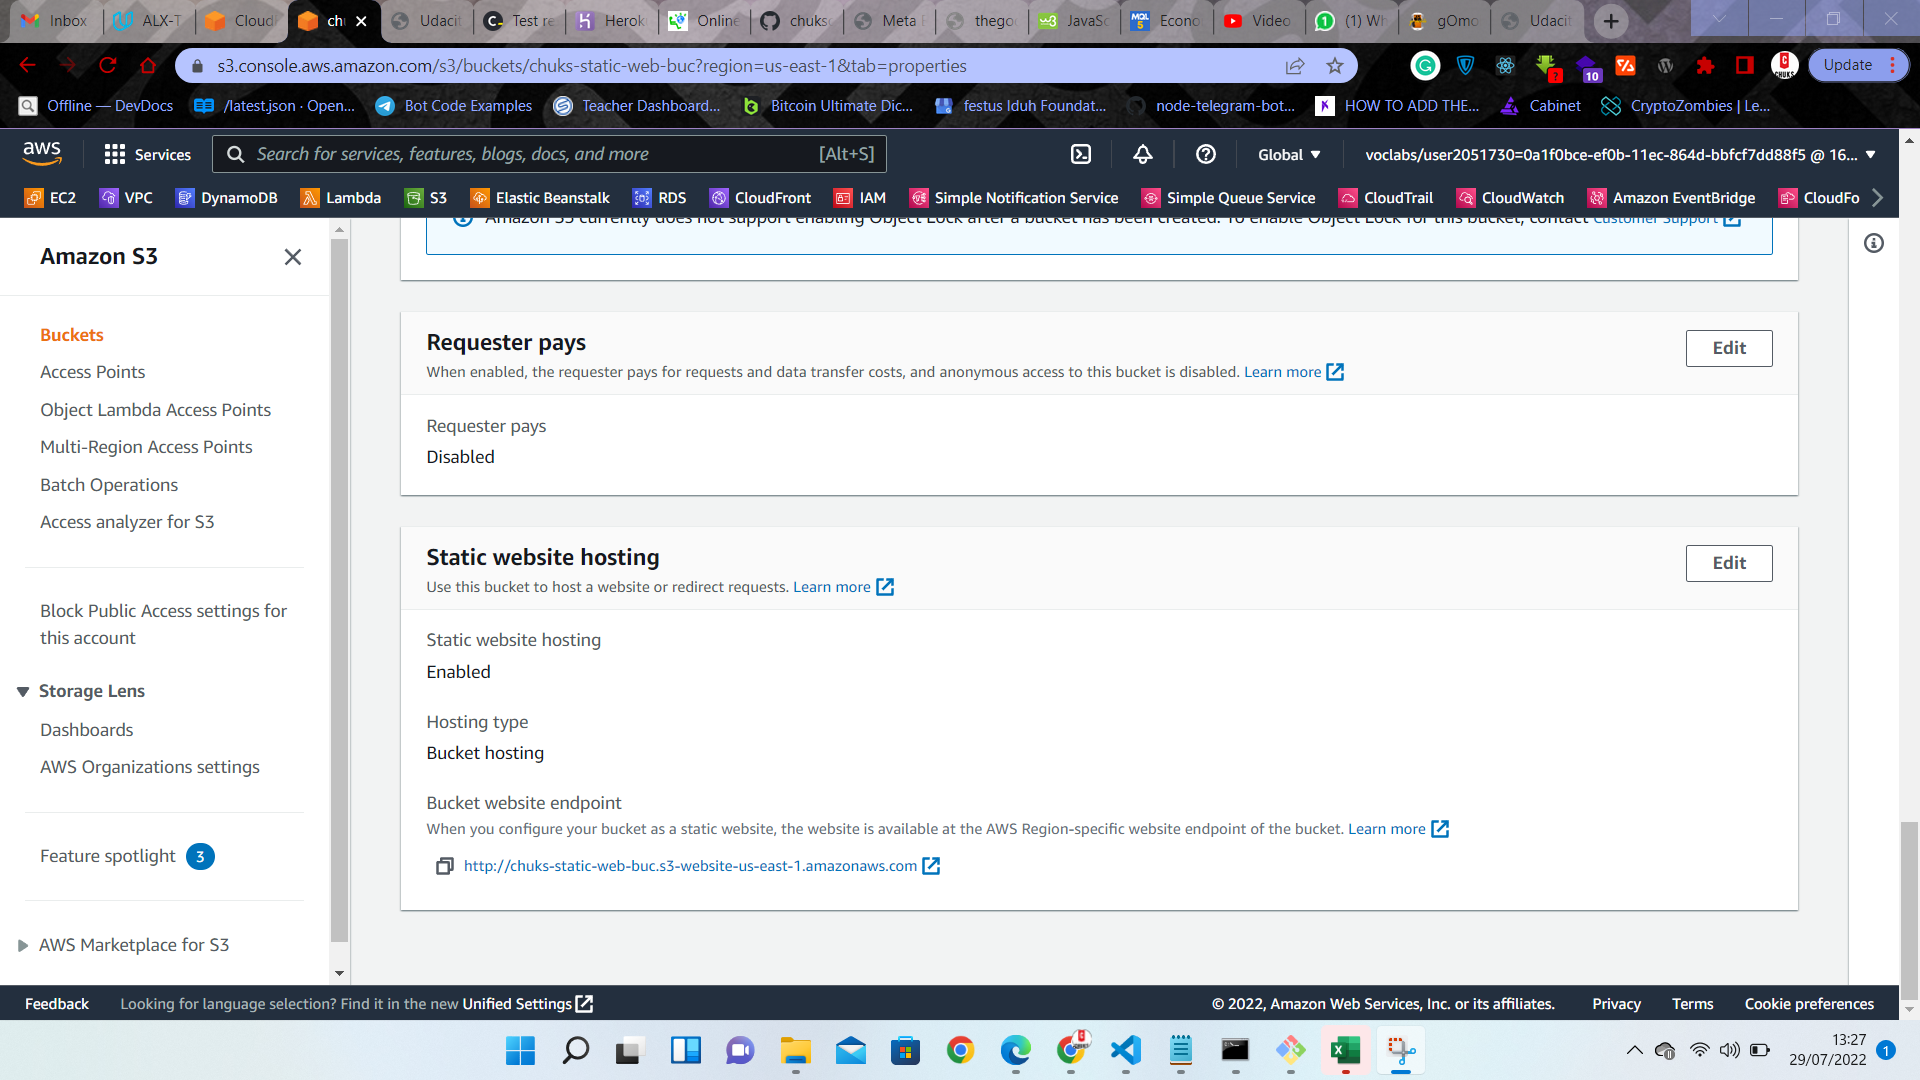 Inbox
ALX-T
Cloud
ch
Udacit
Test re
Herok
Online
chuksc
Meta
thego
JavaSc
Econo
Video
(1) Wh
gOmo
Udacit
s3.console.aws.amazon.com/s3/buckets/chuks-static-web-buc?region=us-east-1&tab=properties
10
Update
Offline — DevDocs
/latest.json · Open...
Bot Code Examples
Teacher Dashboard...
Bitcoin Ultimate Dic...
festus Iduh Foundat...
node-telegram-bot...
HOW TO ADD THE...
Cabinet
CryptoZombies | Le...
aws
Services
Search for services, features, blogs, docs, and more
[Alt+S]
Global
voclabs/user2051730=0a1f0bce-ef0b-11ec-864d-bbfcf7dd88f5 @ 16...
EC2
VPC
DynamoDB
Lambda
S3
Elastic Beanstalk
RDS
CloudFront
IAM
Simple Notification Service
Simple Queue Service
CloudTrail
CloudWatch
Amazon EventBridge
CloudFo
Amazon S3
Buckets
Access Points
Object Lambda Access Points
Multi-Region Access Points
Batch Operations
Access analyzer for S3
Block Public Access settings for
this account
Storage Lens
Dashboards
AWS Organizations settings
Feature spotlight 3
AWS Marketplace for S3
Amazon S3 currently does not support enabling Object Lock after a bucket has been created. To enable Object Lock for this bucket, contact Customer Support
Requester pays
Edit
When enabled, the requester pays for requests and data transfer costs, and anonymous access to this bucket is disabled. Learn more
Requester pays
Disabled
Static website hosting
Edit
Use this bucket to host a website or redirect requests. Learn more
Static website hosting
Enabled
Hosting type
Bucket hosting
Bucket website endpoint
When you configure your bucket as a static website, the website is available at the AWS Region-specific website endpoint of the bucket. Learn more
http://chuks-static-web-buc.s3-website-us-east-1.amazonaws.com
Feedback
Looking for language selection? Find it in the new Unified Settings
© 2022, Amazon Web Services, Inc. or its affiliates.
Privacy
Terms
Cookie preferences
13:27
29/07/2022
1